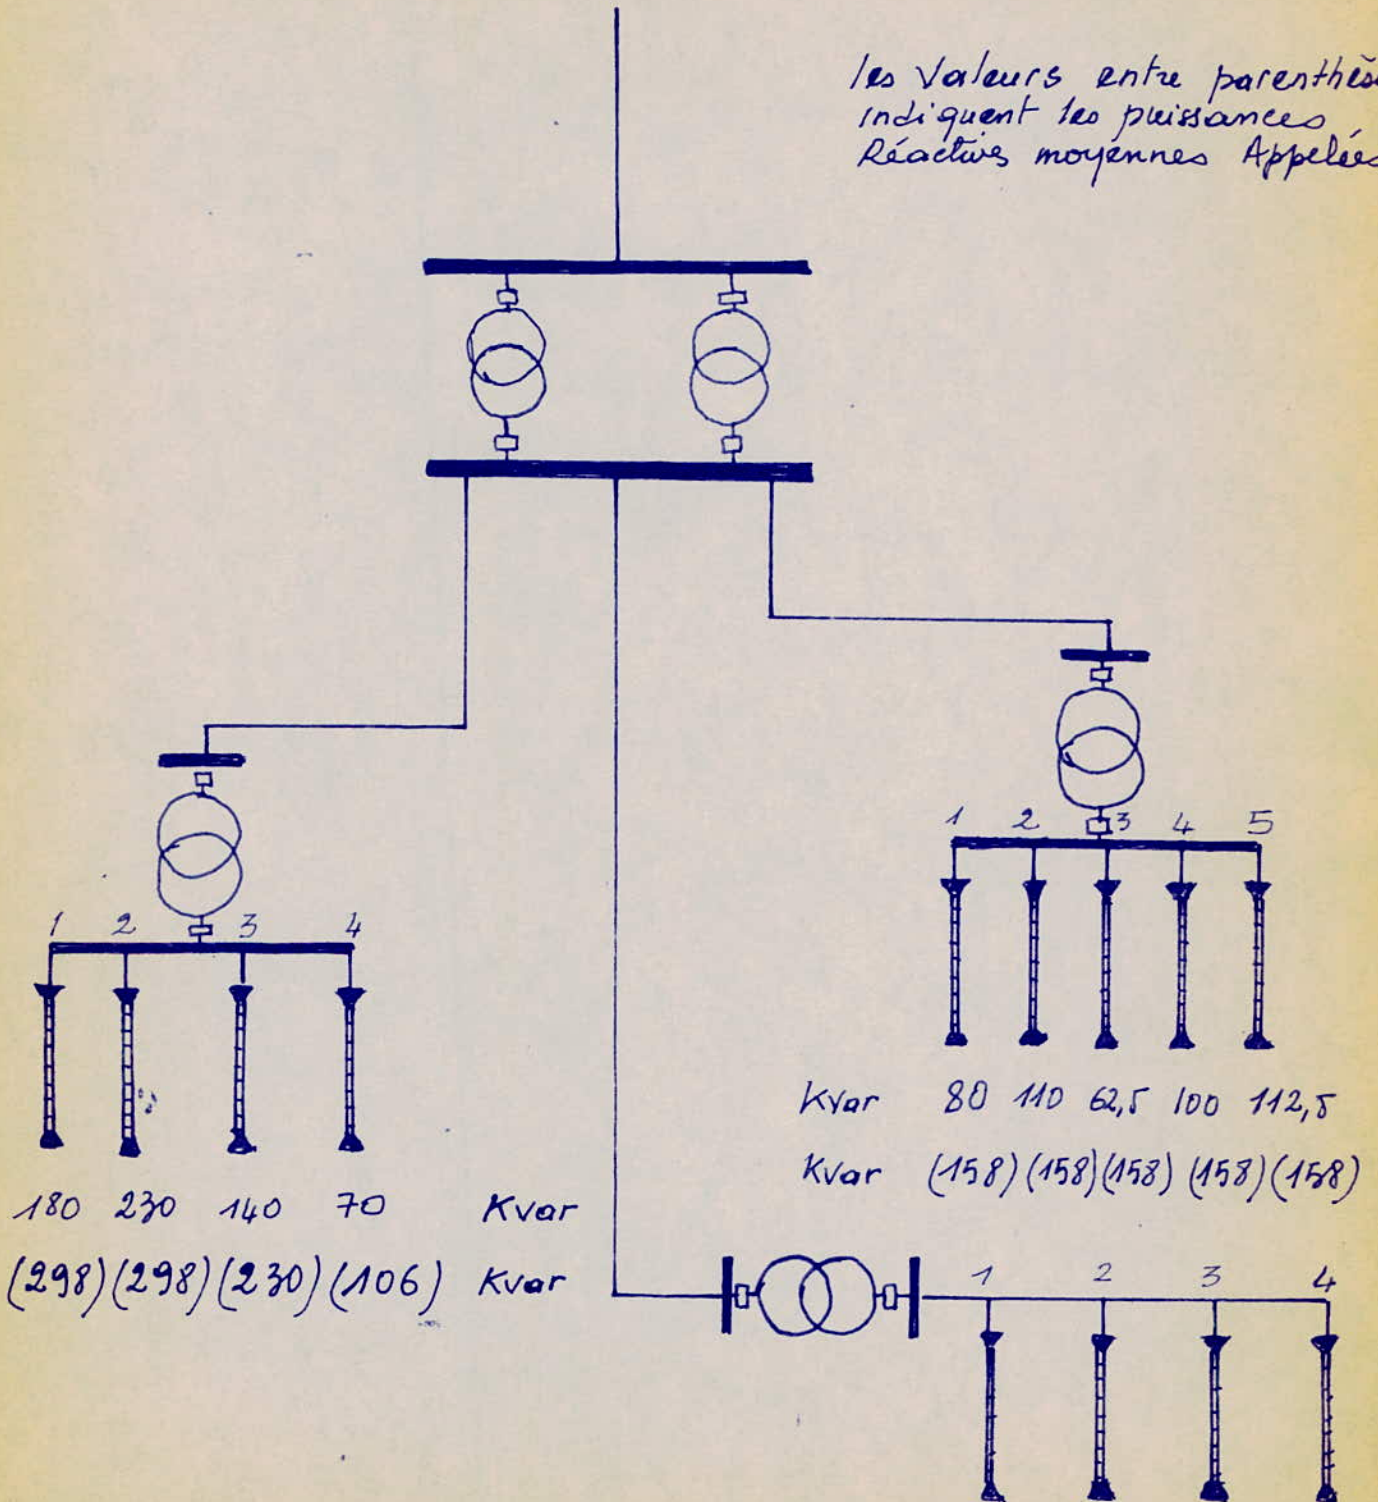 les Valeurs entre parenthès
indiquent les puissances
Réactives moyennes Appelées
1 2 3 4 5
1 2 3 4
Kvar 80 110 62,5 100 112,5
Kvar (158) (158) (158) (158) (158)
180 230 140 70 Kvar
(298) (298) (230) (106) Kvar
1 2 3 4